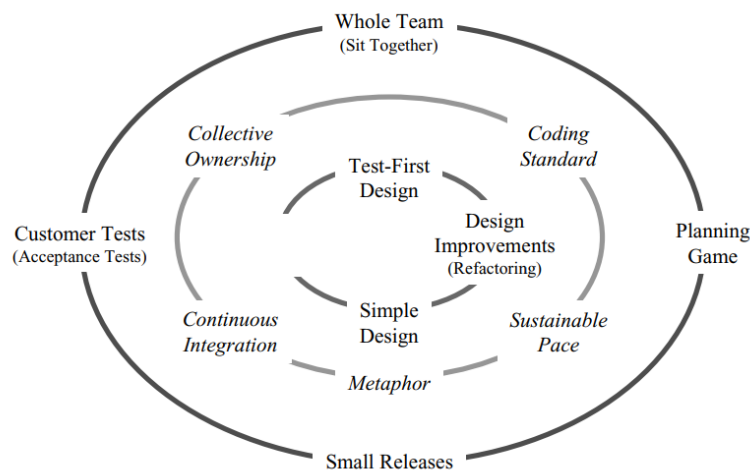 Whole Team
(Sit Together)
Collective
Ownership
Coding
Standard
Test-First
Design
Customer Tests
(Acceptance Tests)
Design
Improvements
(Refactoring)
Planning
Game
Continuous
Integration
Simple
Design
Sustainable
Pace
Metaphor
Small Releases